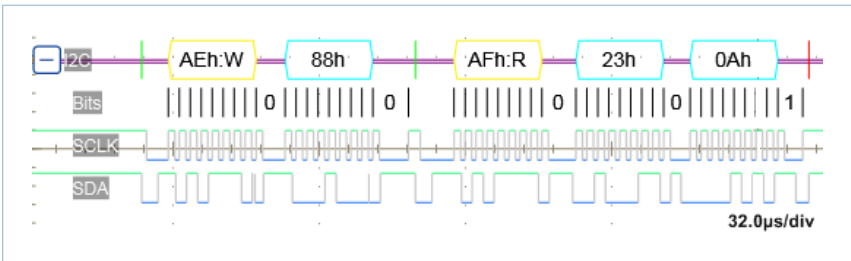 I2C AEh:W 88h AFh:R 23h 0Ah
Bits 0 0 0 0 1
SCLK
SDA
32.0µs/div